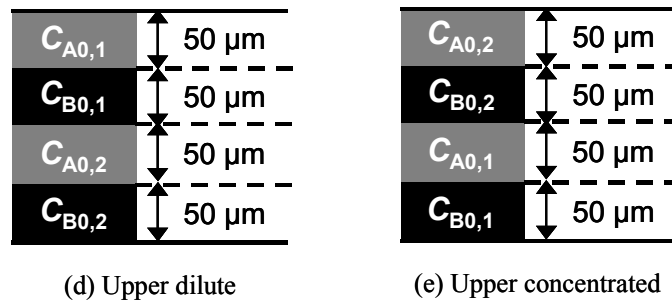 C_A0,1 50 µm
C_B0,1 50 µm
C_A0,2 50 µm
C_B0,2 50 µm
(d) Upper dilute
C_A0,2 50 µm
C_B0,2 50 µm
C_A0,1 50 µm
C_B0,1 50 µm
(e) Upper concentrated